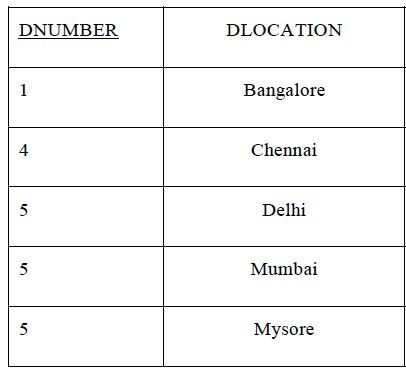 DNUMBER DLOCATION
1 Bangalore
4 Chennai
5 Delhi
5 Mumbai
5 Mysore